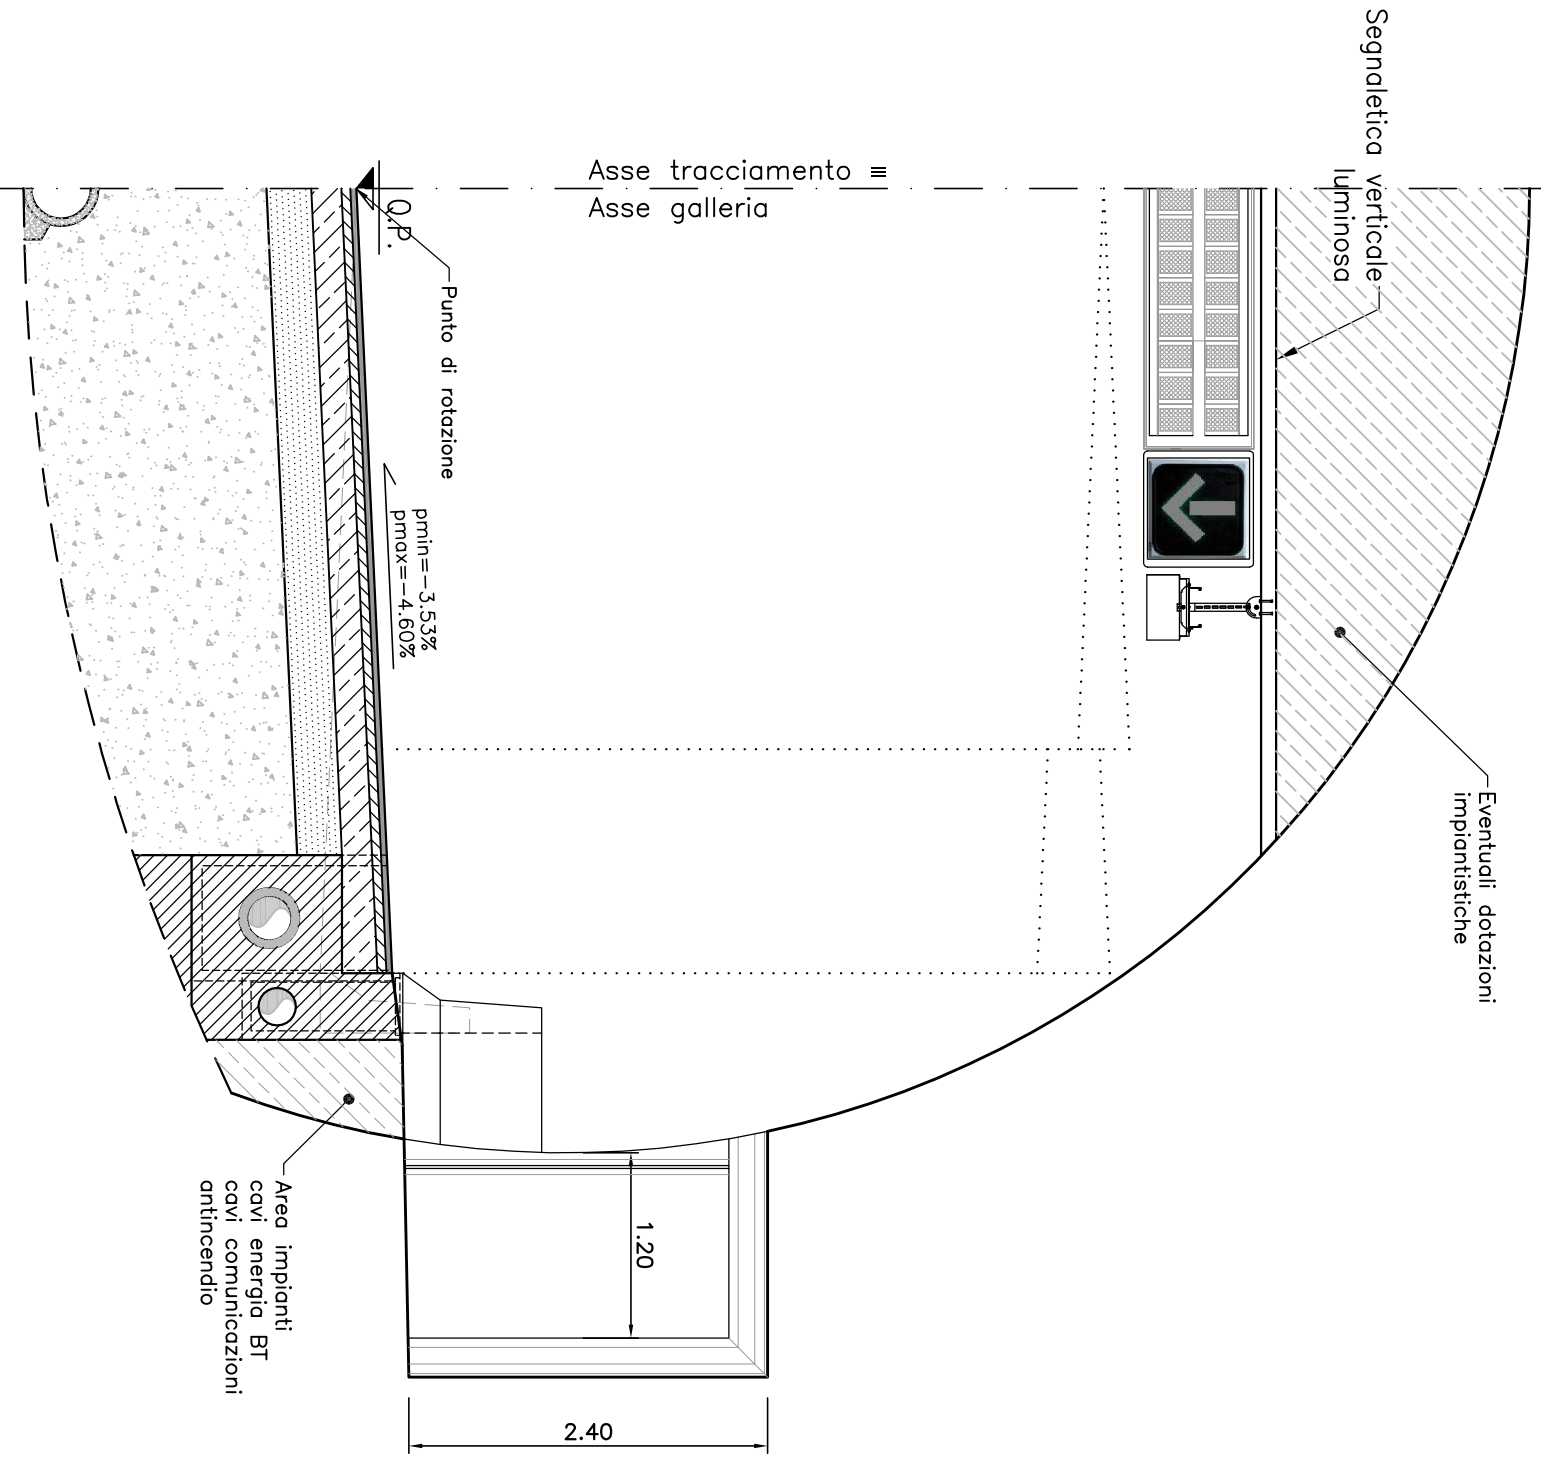 Segnaletica verticale
luminosa
Asse tracciamento ≡
Asse galleria
Q.P.
Punto di rotazione
pmin=-3.53%
pmax=-4.60%
Eventuali dotazioni
impiantistiche
Area impianti
cavi energia BT
cavi comunicazioni
antincendio
1.20
2.40